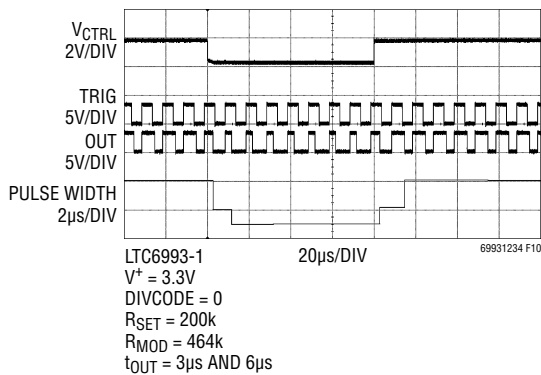 VCTRL
2V/DIV
TRIG
5V/DIV
OUT
5V/DIV
PULSE WIDTH
2µs/DIV
20µs/DIV
69931234 F10
LTC6993-1
V+ = 3.3V
DIVCODE = 0
RSET = 200k
RMOD = 464k
tOUT = 3µs AND 6µs